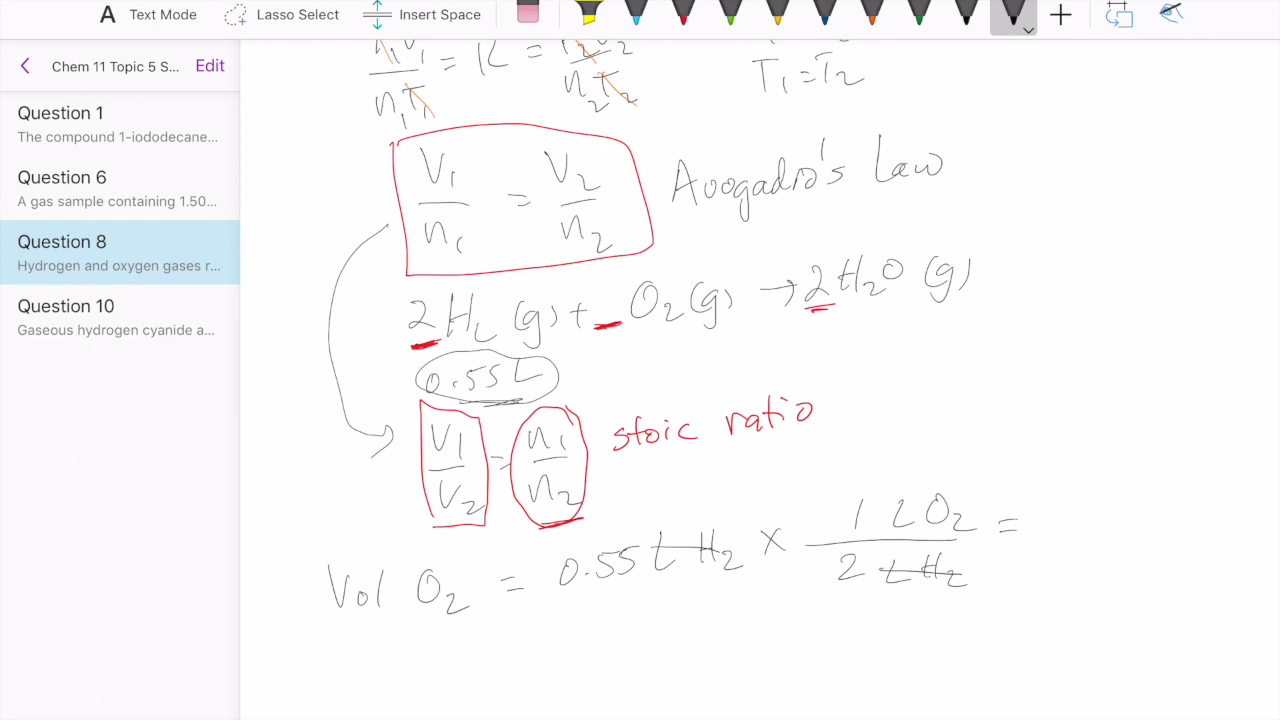 A Text Mode Lasso Select Insert Space
Chem 11 Topic 5 S... Edit
Question 1
The compound 1-iododecane...
Question 6
A gas sample containing 1.50...
Question 8
Hydrogen and oxygen gases r...
Question 10
Gaseous hydrogen cyanide a...
n₁T₁ = R = n₂T₂
T₁ = T₂
V₁/n₁ = V₂/n₂ Avogadro's Law
2H₂ (g) + _ O₂ (g) → 2H₂O (g)
0.55 L
V₁/V₂ = n₁/n₂ stoic ratio
Vol O₂ = 0.55 L H₂ × 1 L O₂ / 2 L H₂ =